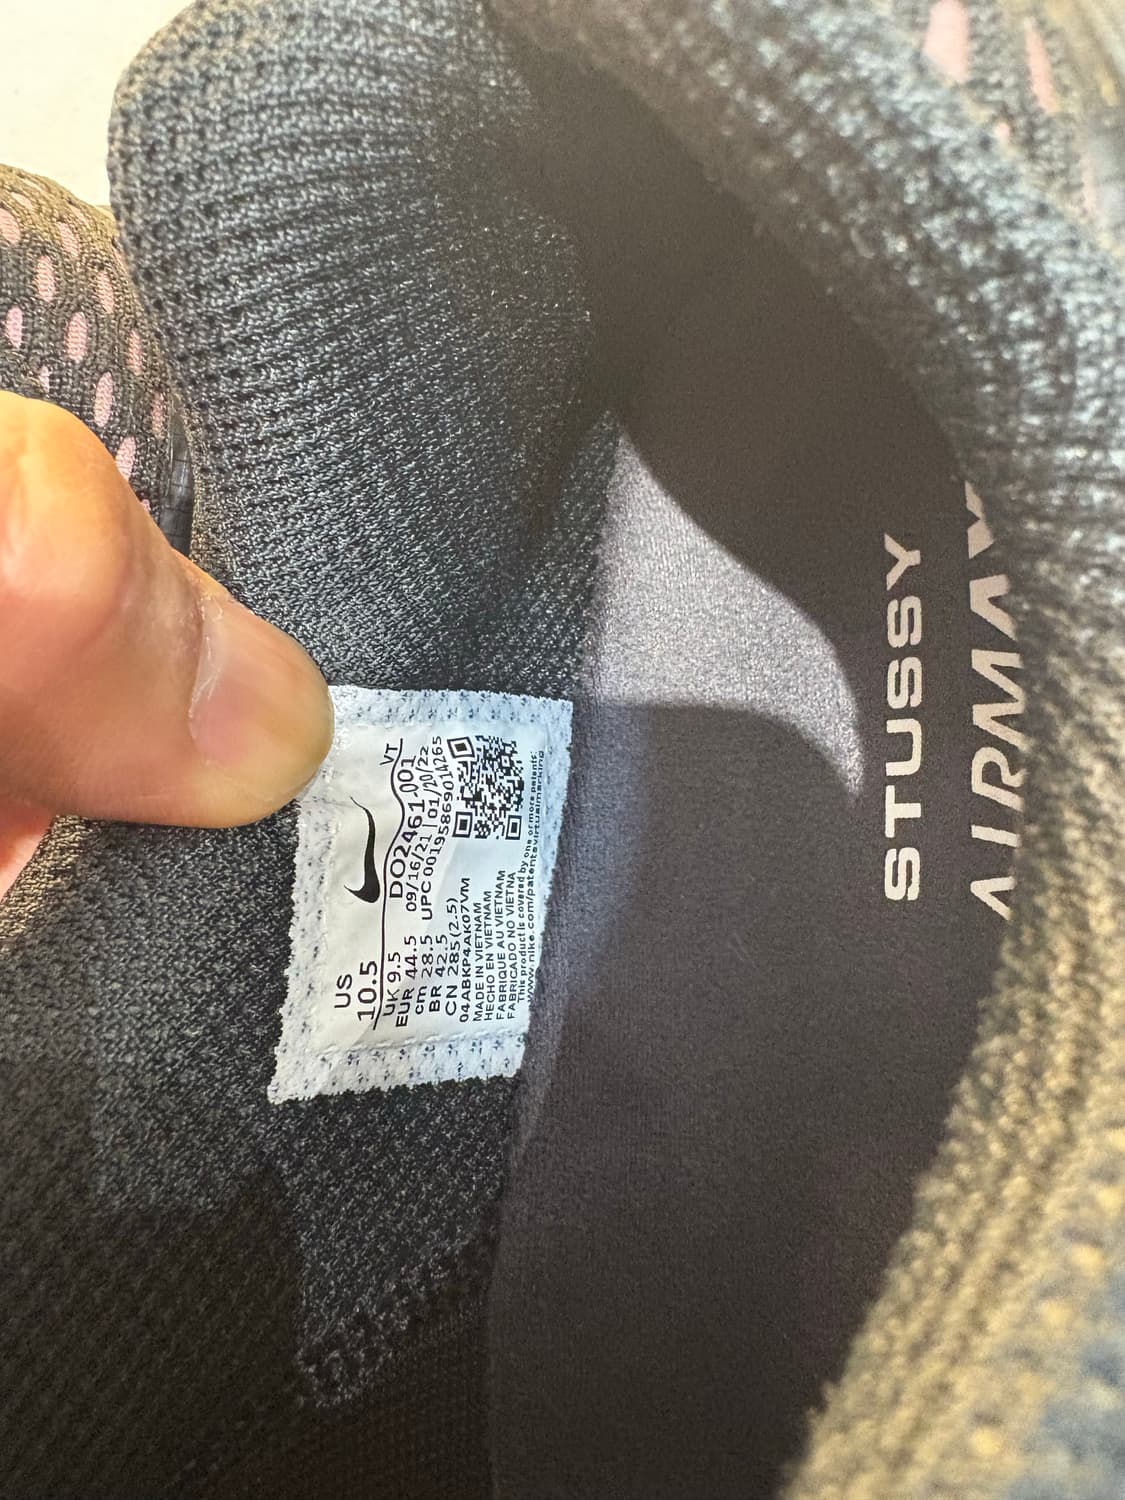 US
10.5
VT
UK 9.5
DO2461.001
EUR 44.5
09/16/21
01/20/22
cm 28.5
UPC 00195869014265
BR 42.5
CN 285(2.5)
04ABKP4AK07VM
MADE IN VIETNAM
HECHO EN VIETNAM
FABRIQUE AU VIETNAM
FABRICADO NO VIETNA
This product is covered by one or more patents:
www.nike.com/patentsvirtualmarking
STUSSY
AIRMAX